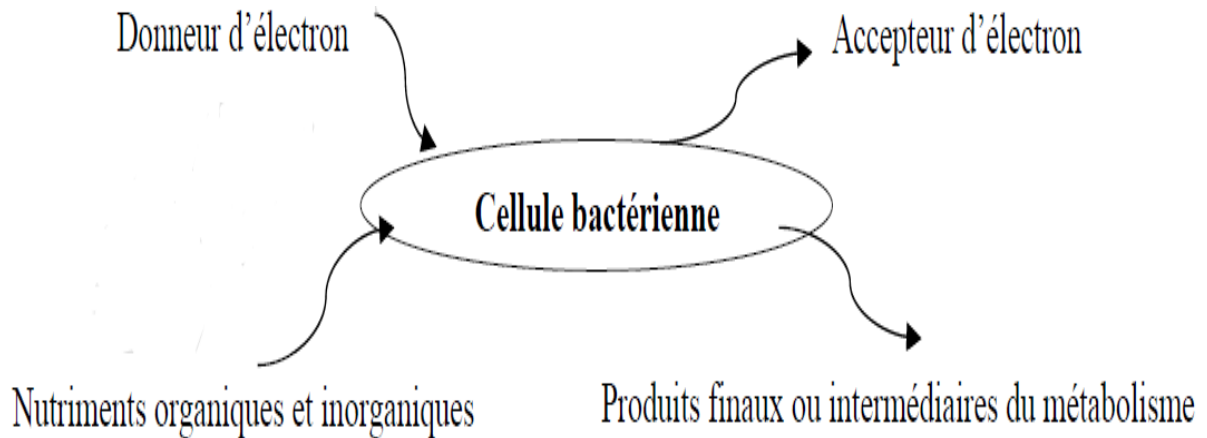 Donneur d'électron
Accepteur d'électron
Cellule bactérienne
Nutriments organiques et inorganiques
Produits finaux ou intermédiaires du métabolisme